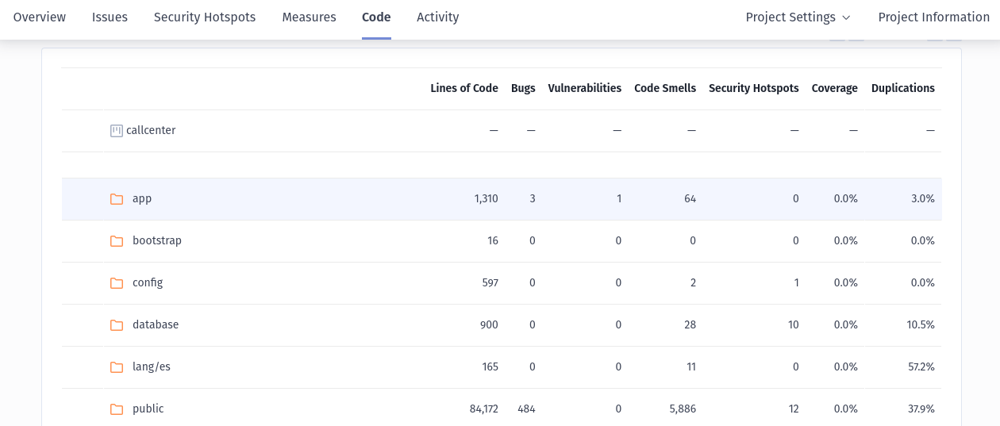 Overview Issues Security Hotspots Measures Code Activity Project Settings Project Information
Lines of Code Bugs Vulnerabilities Code Smells Security Hotspots Coverage Duplications
callcenter — — — — — — —
app 1,310 3 1 64 0 0.0% 3.0%
bootstrap 16 0 0 0 0 0.0% 0.0%
config 597 0 0 2 1 0.0% 0.0%
database 900 0 0 28 10 0.0% 10.5%
lang/es 165 0 0 11 0 0.0% 57.2%
public 84,172 484 0 5,886 12 0.0% 37.9%